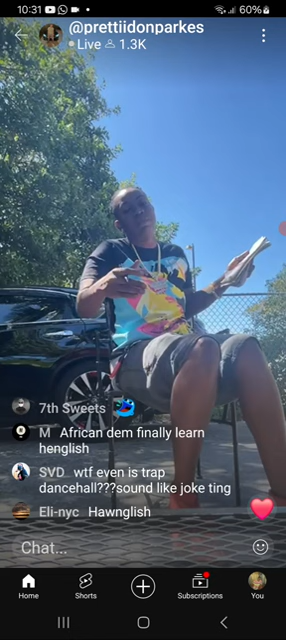 10:31
60%
@prettiidonparkes
Live 1.3K
7th Sweets
M African dem finally learn
henglish
SVD wtf even is trap
dancehall???sound like joke ting
Eli-nyc Hawnglish
Chat...
Home Shorts Subscriptions You